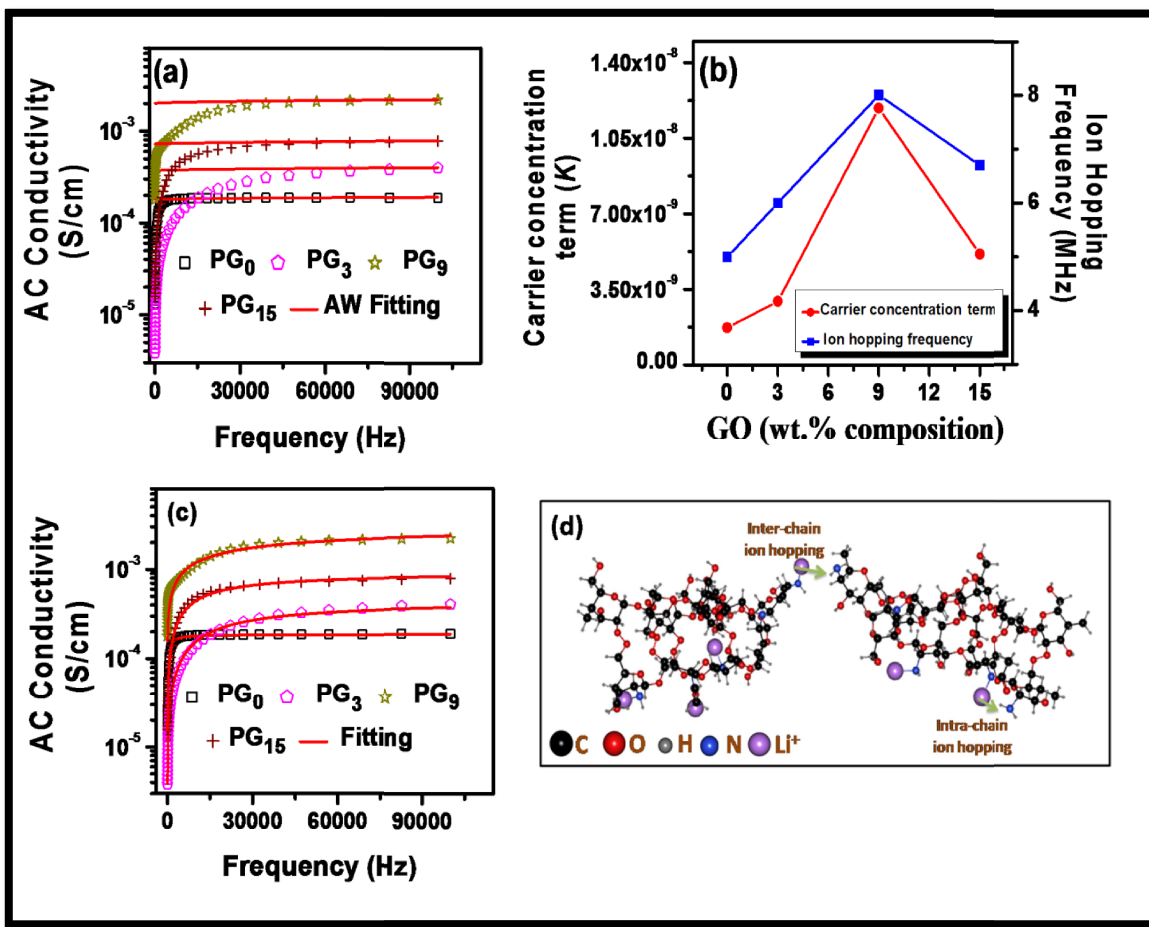 (a)
AC Conductivity
(S/cm)
10⁻³
10⁻⁴
10⁻⁵
PG₀ PG₃ PG₉
PG₁₅ AW Fitting
0 30000 60000 90000
Frequency (Hz)
(b)
Carrier concentration
term (K)
1.40x10⁻⁸
1.05x10⁻⁸
7.00x10⁻⁹
3.50x10⁻⁹
0.00
Ion Hopping
Frequency (MHz)
8
6
4
Carrier concentration term
Ion hopping frequency
0 3 6 9 12 15
GO (wt.% composition)
(c)
AC Conductivity
(S/cm)
10⁻³
10⁻⁴
10⁻⁵
PG₀ PG₃ PG₉
PG₁₅ Fitting
0 30000 60000 90000
Frequency (Hz)
(d)
Inter-chain
ion hopping
Intra-chain
ion hopping
C O H N Li⁺